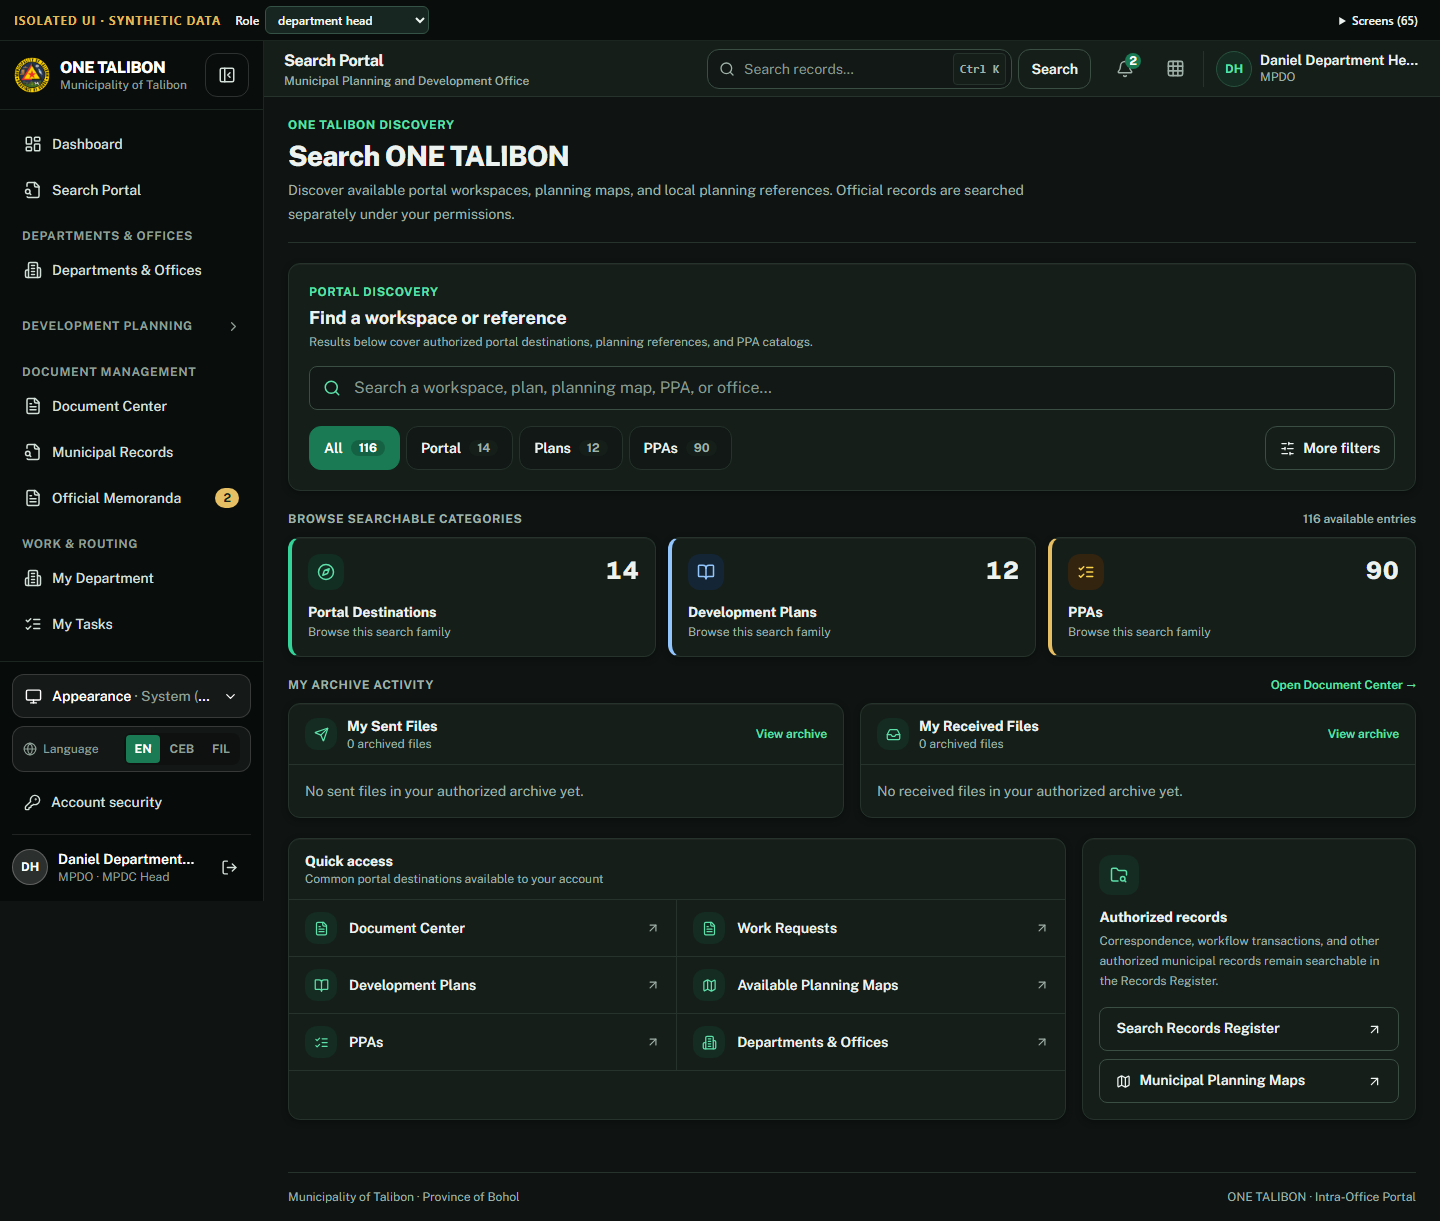 ISOLATED UI · SYNTHETIC DATA
Role
department head
Screens (65)
ONE TALIBON
Municipality of Talibon
Search Portal
Municipal Planning and Development Office
Search records...
Ctrl K
Search
2
DH
Daniel Department He...
MPDO
Dashboard
Search Portal
DEPARTMENTS & OFFICES
Departments & Offices
DEVELOPMENT PLANNING
DOCUMENT MANAGEMENT
Document Center
Municipal Records
Official Memoranda
2
WORK & ROUTING
My Department
My Tasks
Appearance · System (...
Language
EN
CEB
FIL
Account security
DH
Daniel Department...
MPDO · MPDC Head
ONE TALIBON DISCOVERY
Search ONE TALIBON
Discover available portal workspaces, planning maps, and local planning references. Official records are searched
separately under your permissions.
PORTAL DISCOVERY
Find a workspace or reference
Results below cover authorized portal destinations, planning references, and PPA catalogs.
Search a workspace, plan, planning map, PPA, or office...
All 116
Portal 14
Plans 12
PPAs 90
More filters
BROWSE SEARCHABLE CATEGORIES
116 available entries
14
Portal Destinations
Browse this search family
12
Development Plans
Browse this search family
90
PPAs
Browse this search family
MY ARCHIVE ACTIVITY
Open Document Center →
My Sent Files
0 archived files
View archive
No sent files in your authorized archive yet.
My Received Files
0 archived files
View archive
No received files in your authorized archive yet.
Quick access
Common portal destinations available to your account
Document Center
Work Requests
Development Plans
Available Planning Maps
PPAs
Departments & Offices
Authorized records
Correspondence, workflow transactions, and other
authorized municipal records remain searchable in
the Records Register.
Search Records Register
Municipal Planning Maps
Municipality of Talibon · Province of Bohol
ONE TALIBON · Intra-Office Portal